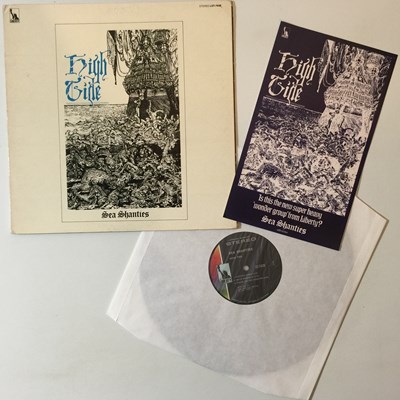 High
Tide
Sea Shanties
High
Tide
Is this the new super heavy
'wonder group' from Liberty?
Sea Shanties
STEREO